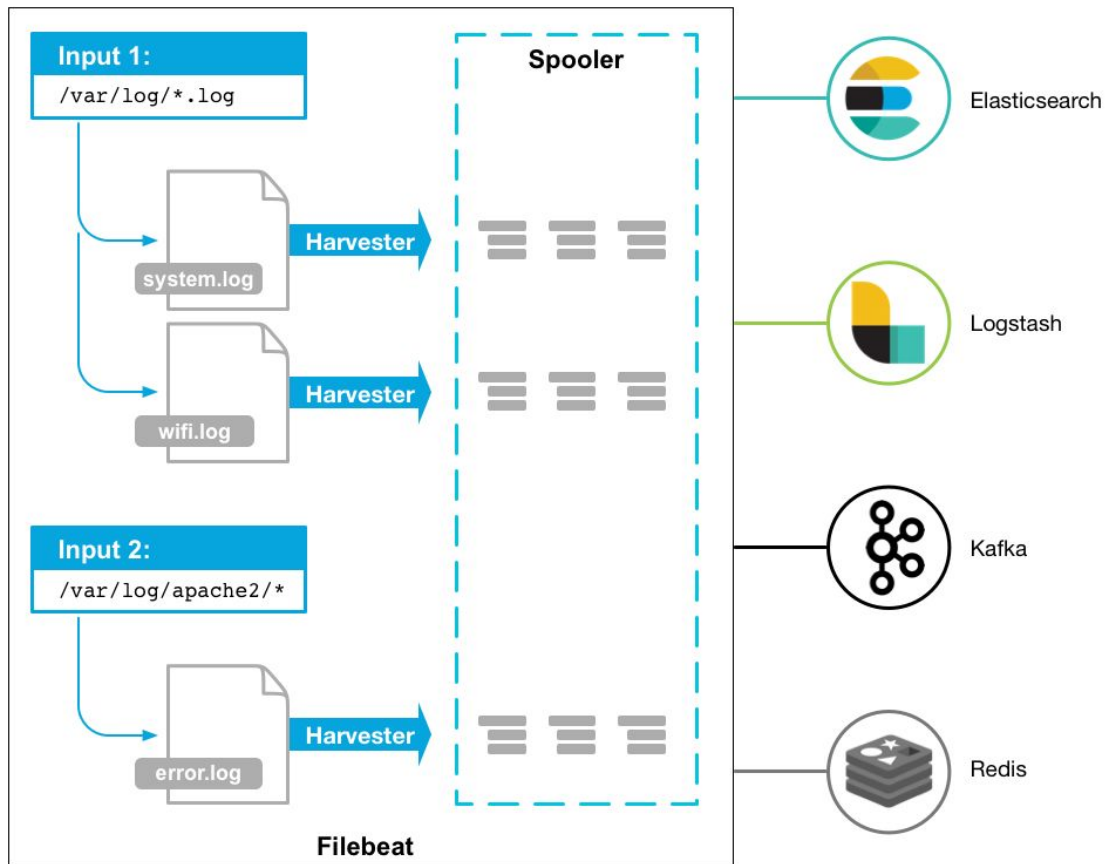 Input 1:
/var/log/*.log
Spooler
system.log
Harvester
wifi.log
Harvester
Input 2:
/var/log/apache2/*
error.log
Harvester
Filebeat
Elasticsearch
Logstash
Kafka
Redis